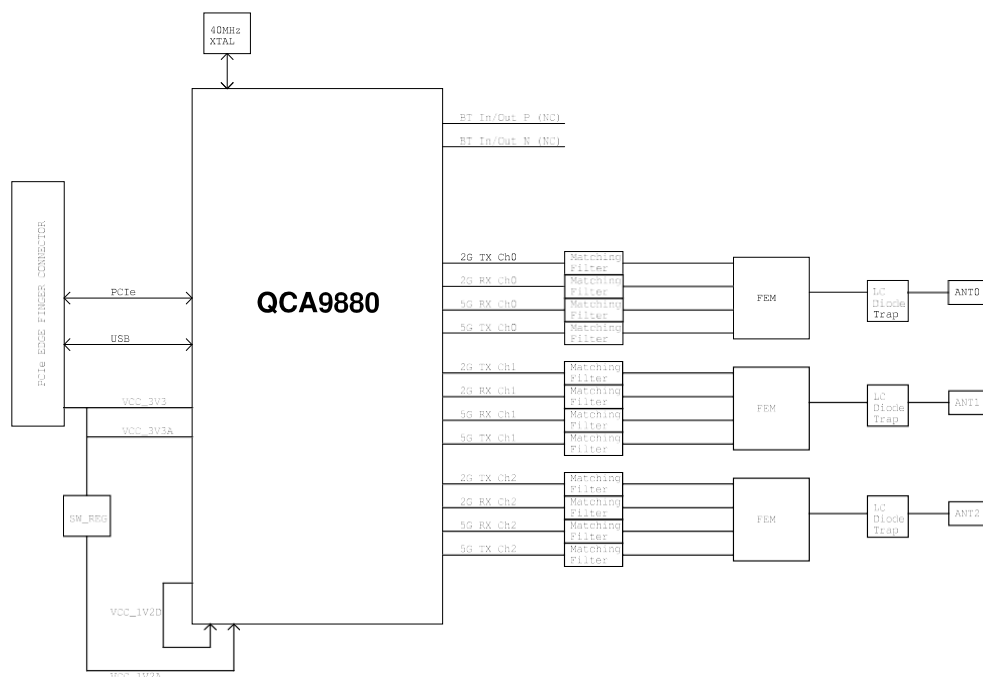 40MHz
XTAL
BT In/Out P (NC)
BT In/Out N (NC)
PCIe EDGE FINGER CONNECTOR
PCIe
USB
VCC_3V3
VCC_3V3A
SW_REG
VCC_1V2D
VCC_1V2A
QCA9880
2G TX Ch0
2G RX Ch0
5G RX Ch0
5G TX Ch0
Matching
Filter
Matching
Filter
Matching
Filter
Matching
Filter
FEM
LC
Diode
Trap
ANT0
2G TX Ch1
2G RX Ch1
5G RX Ch1
5G TX Ch1
Matching
Filter
Matching
Filter
Matching
Filter
Matching
Filter
FEM
LC
Diode
Trap
ANT1
2G TX Ch2
2G RX Ch2
5G RX Ch2
5G TX Ch2
Matching
Filter
Matching
Filter
Matching
Filter
Matching
Filter
FEM
LC
Diode
Trap
ANT2